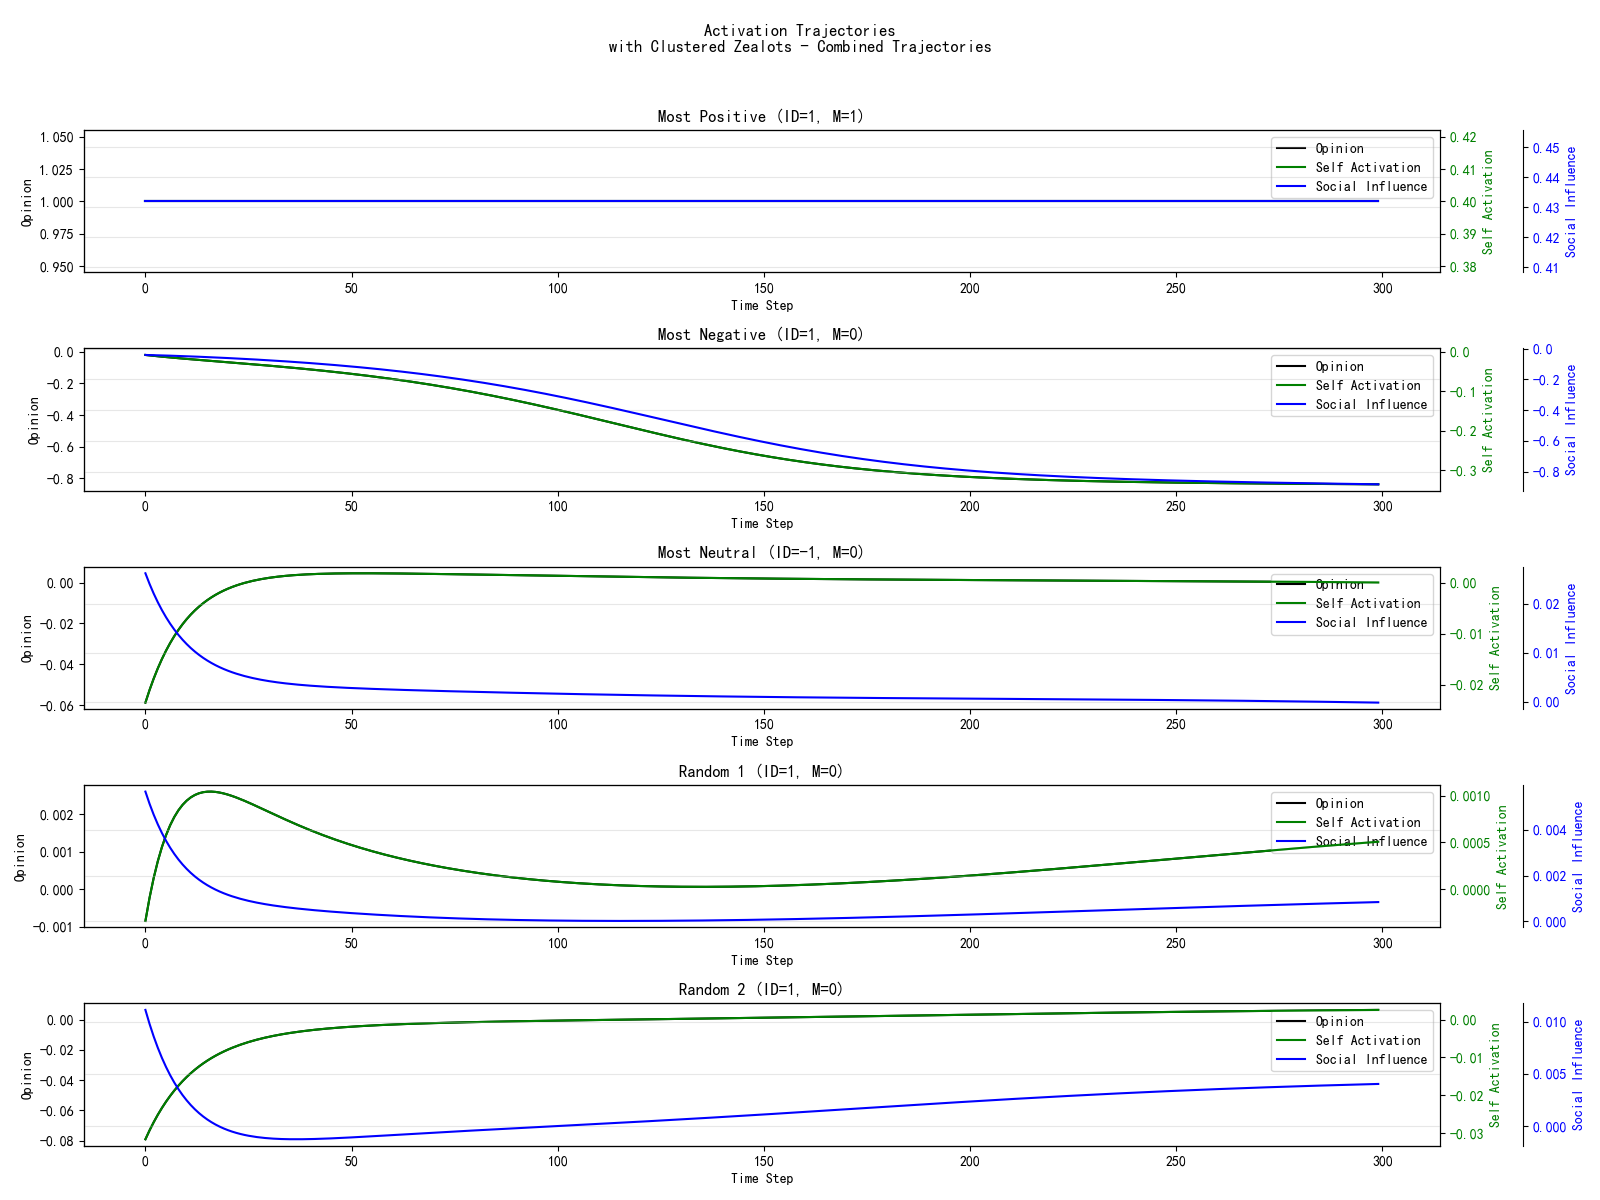 Activation Trajectories
with Clustered Zealots - Combined Trajectories
Most Positive (ID=1, M=1)
1.050
1.025
1.000
0.975
0.950
Opinion
0
50
100
150
200
250
300
Time Step
Opinion
Self Activation
Social Influence
0.42
0.41
0.40
0.39
0.38
Self Activation
0.45
0.44
0.43
0.42
0.41
Social Influence
Most Negative (ID=1, M=0)
0.0
-0.2
-0.4
-0.6
-0.8
Opinion
0
50
100
150
200
250
300
Time Step
Opinion
Self Activation
Social Influence
0.0
-0.1
-0.2
-0.3
Self Activation
0.0
-0.2
-0.4
-0.6
-0.8
Social Influence
Most Neutral (ID=-1, M=0)
0.00
-0.02
-0.04
-0.06
Opinion
0
50
100
150
200
250
300
Time Step
Opinion
Self Activation
Social Influence
0.00
-0.01
-0.02
Self Activation
0.02
0.01
0.00
Social Influence
Random 1 (ID=1, M=0)
0.002
0.001
0.000
-0.001
Opinion
0
50
100
150
200
250
300
Time Step
Opinion
Self Activation
Social Influence
0.0010
0.0005
0.0000
Self Activation
0.004
0.002
0.000
Social Influence
Random 2 (ID=1, M=0)
0.00
-0.02
-0.04
-0.06
-0.08
Opinion
0
50
100
150
200
250
300
Time Step
Opinion
Self Activation
Social Influence
0.00
-0.01
-0.02
-0.03
Self Activation
0.010
0.005
0.000
Social Influence